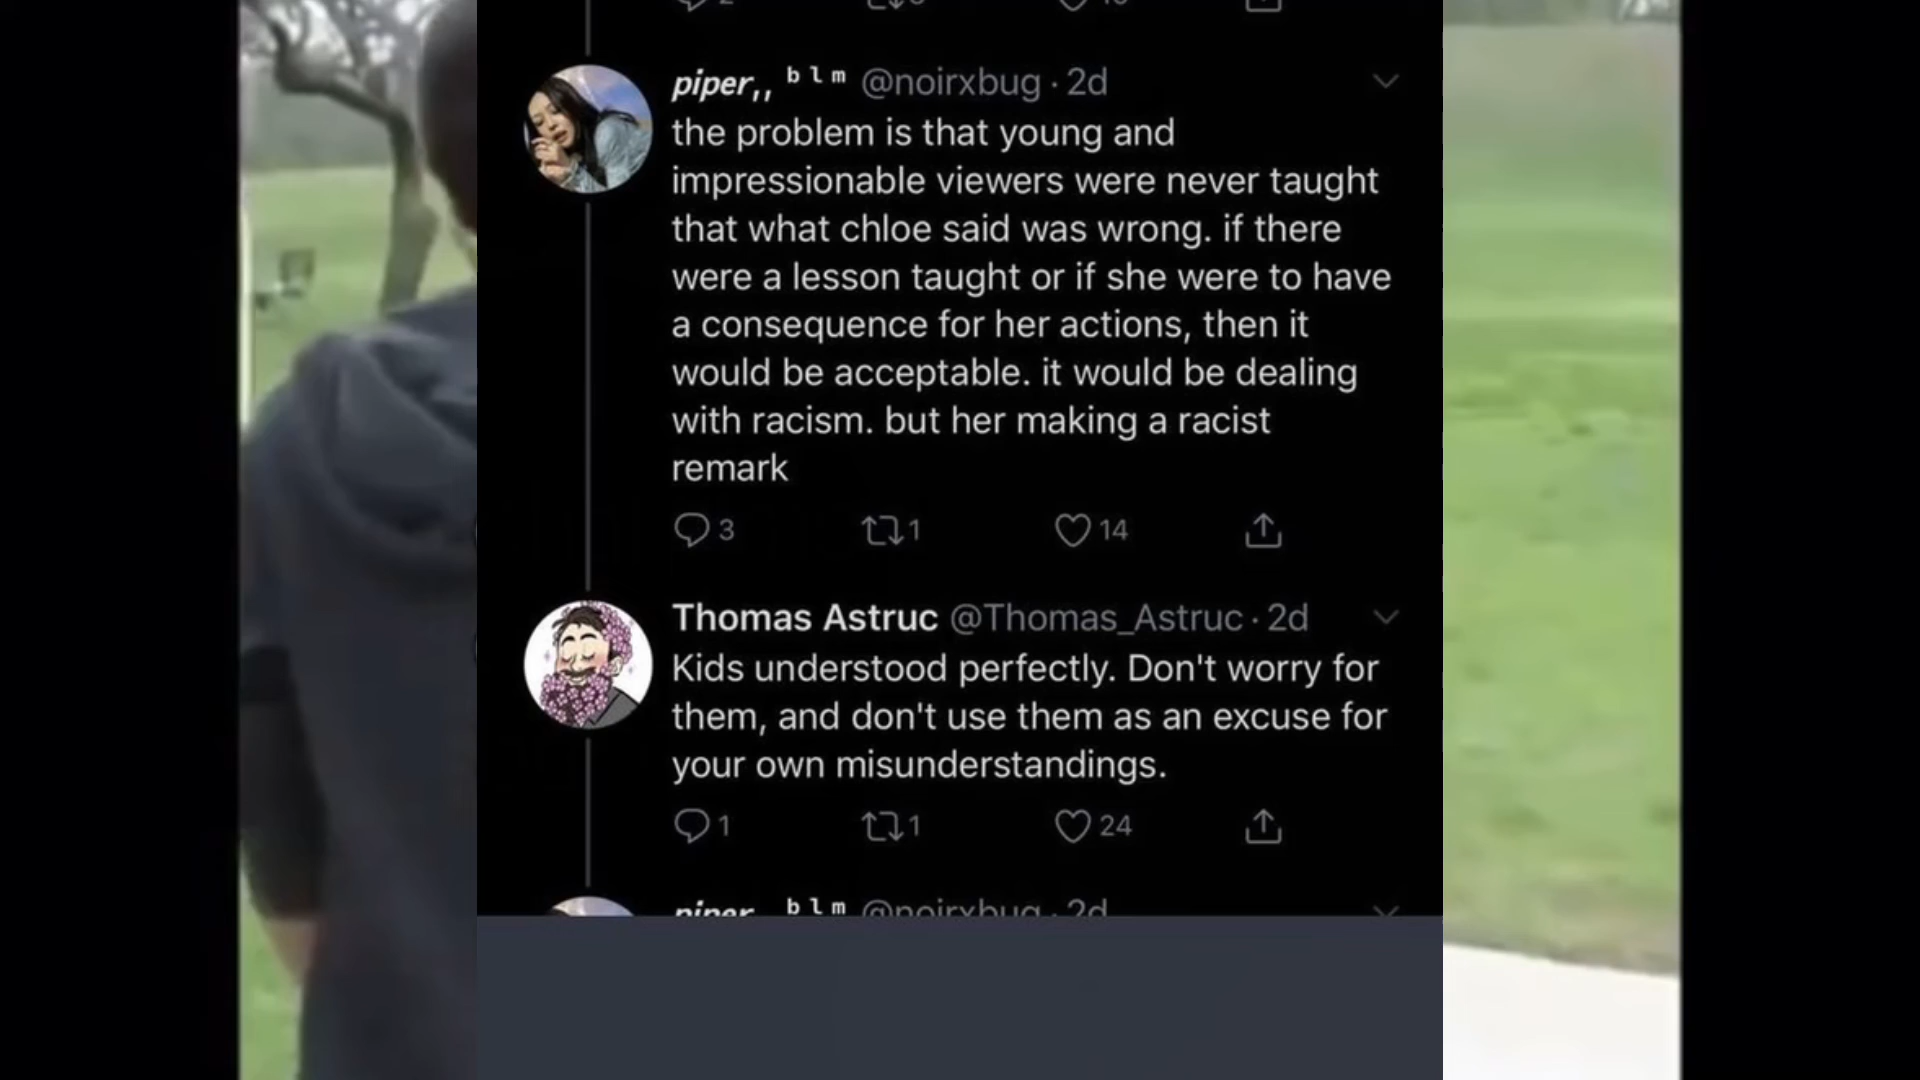 piper,, ᵇ ˡ ᵐ @noirxbug · 2d
the problem is that young and
impressionable viewers were never taught
that what chloe said was wrong. if there
were a lesson taught or if she were to have
a consequence for her actions, then it
would be acceptable. it would be dealing
with racism. but her making a racist
remark
3 1 14
Thomas Astruc @Thomas_Astruc · 2d
Kids understood perfectly. Don't worry for
them, and don't use them as an excuse for
your own misunderstandings.
1 1 24
piper,, ᵇ ˡ ᵐ @noirxbug · 2d